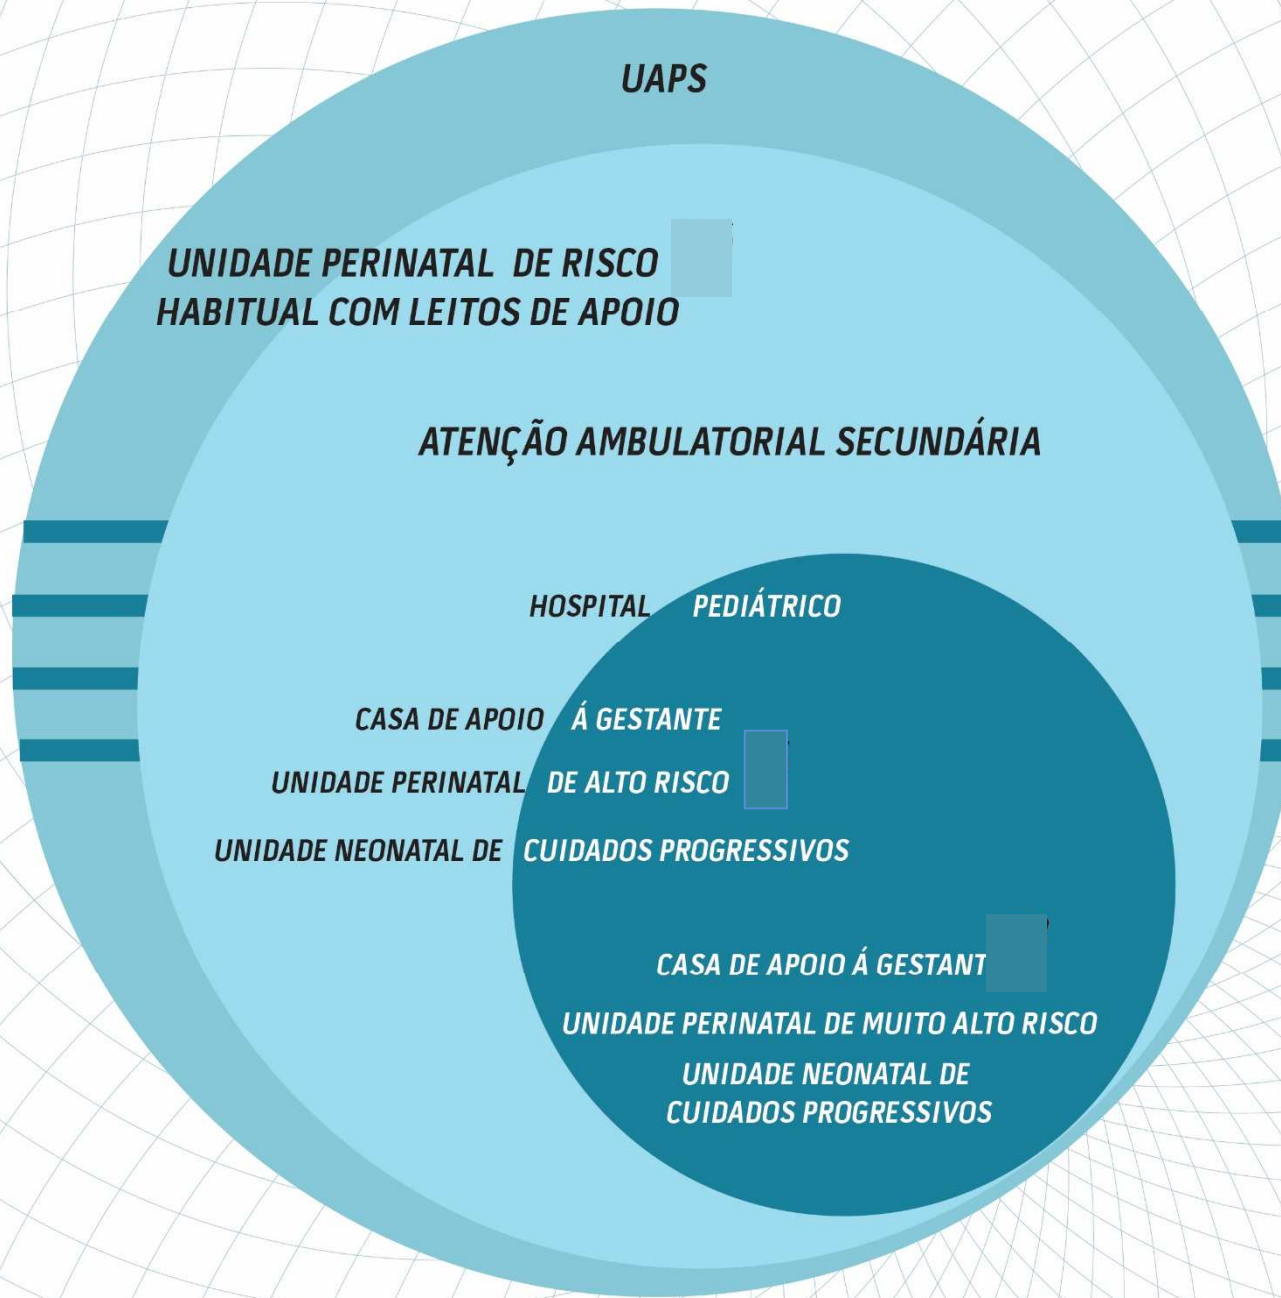 UAPS
UNIDADE PERINATAL DE RISCO
HABITUAL COM LEITOS DE APOIO
ATENÇÃO AMBULATORIAL SECUNDÁRIA
HOSPITAL PEDIÁTRICO
CASA DE APOIO Á GESTANTE
UNIDADE PERINATAL DE ALTO RISCO
UNIDADE NEONATAL DE CUIDADOS PROGRESSIVOS
CASA DE APOIO Á GESTANT
UNIDADE PERINATAL DE MUITO ALTO RISCO
UNIDADE NEONATAL DE
CUIDADOS PROGRESSIVOS